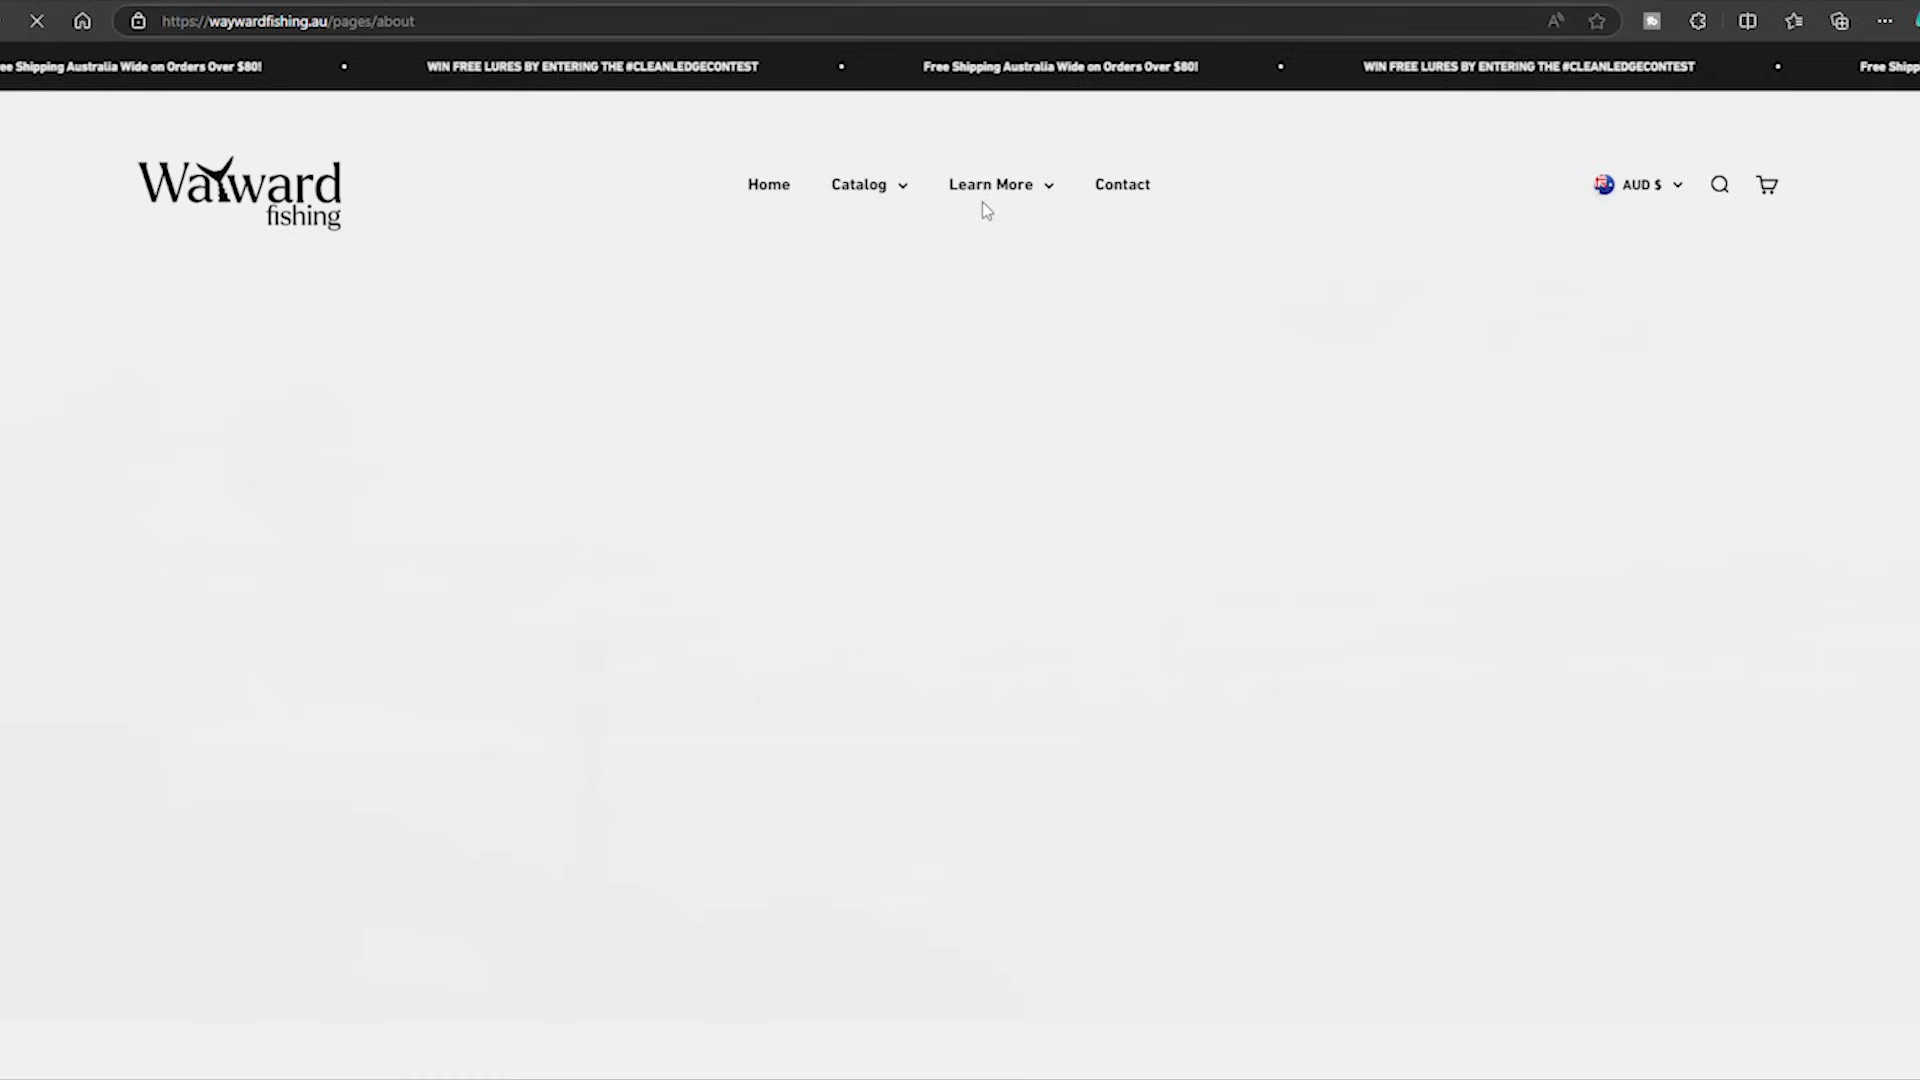 https://waywardfishing.au/pages/about
ee Shipping Australia Wide on Orders Over $80! • WIN FREE LURES BY ENTERING THE #CLEANLEDGECONTEST • Free Shipping Australia Wide on Orders Over $80! • WIN FREE LURES BY ENTERING THE #CLEANLEDGECONTEST • Free Shipp
Wayward
fishing
Home Catalog Learn More Contact AUD $